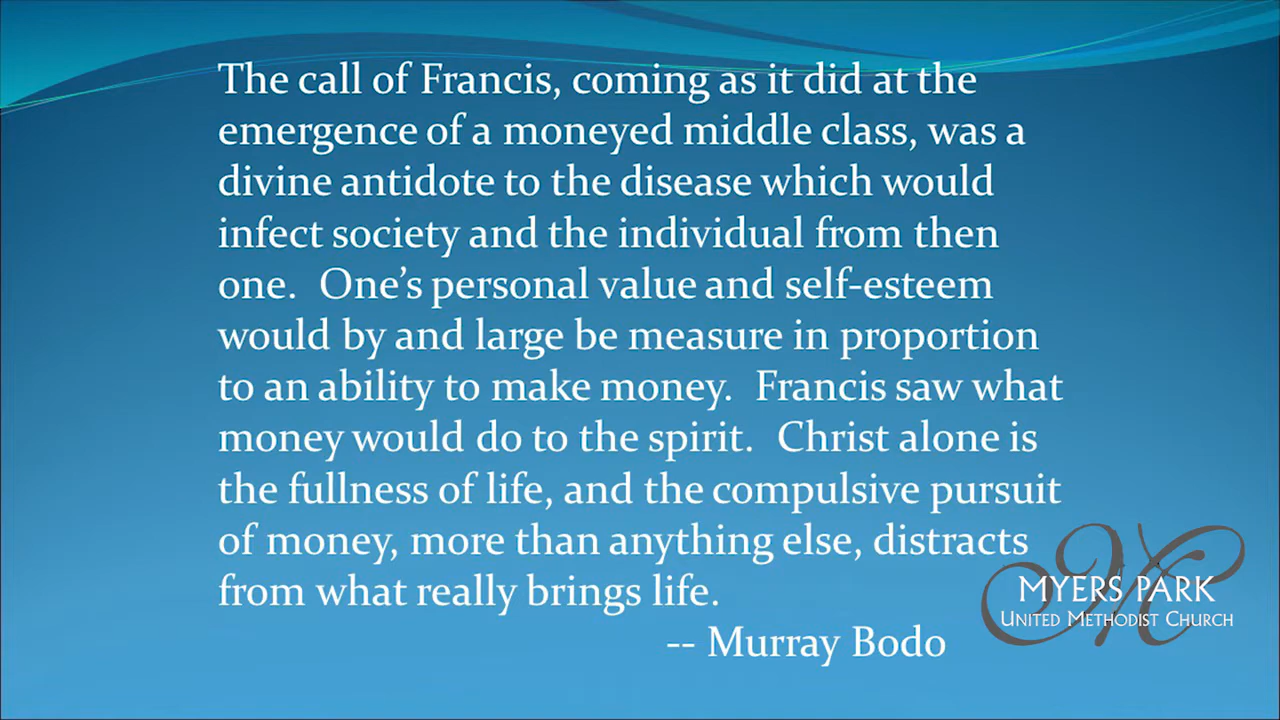 The call of Francis, coming as it did at the
emergence of a moneyed middle class, was a
divine antidote to the disease which would
infect society and the individual from then
one.  One’s personal value and self-esteem
would by and large be measure in proportion
to an ability to make money.  Francis saw what
money would do to the spirit.  Christ alone is
the fullness of life, and the compulsive pursuit
of money, more than anything else, distracts
from what really brings life.
-- Murray Bodo
MYERS PARK
UNITED METHODIST CHURCH